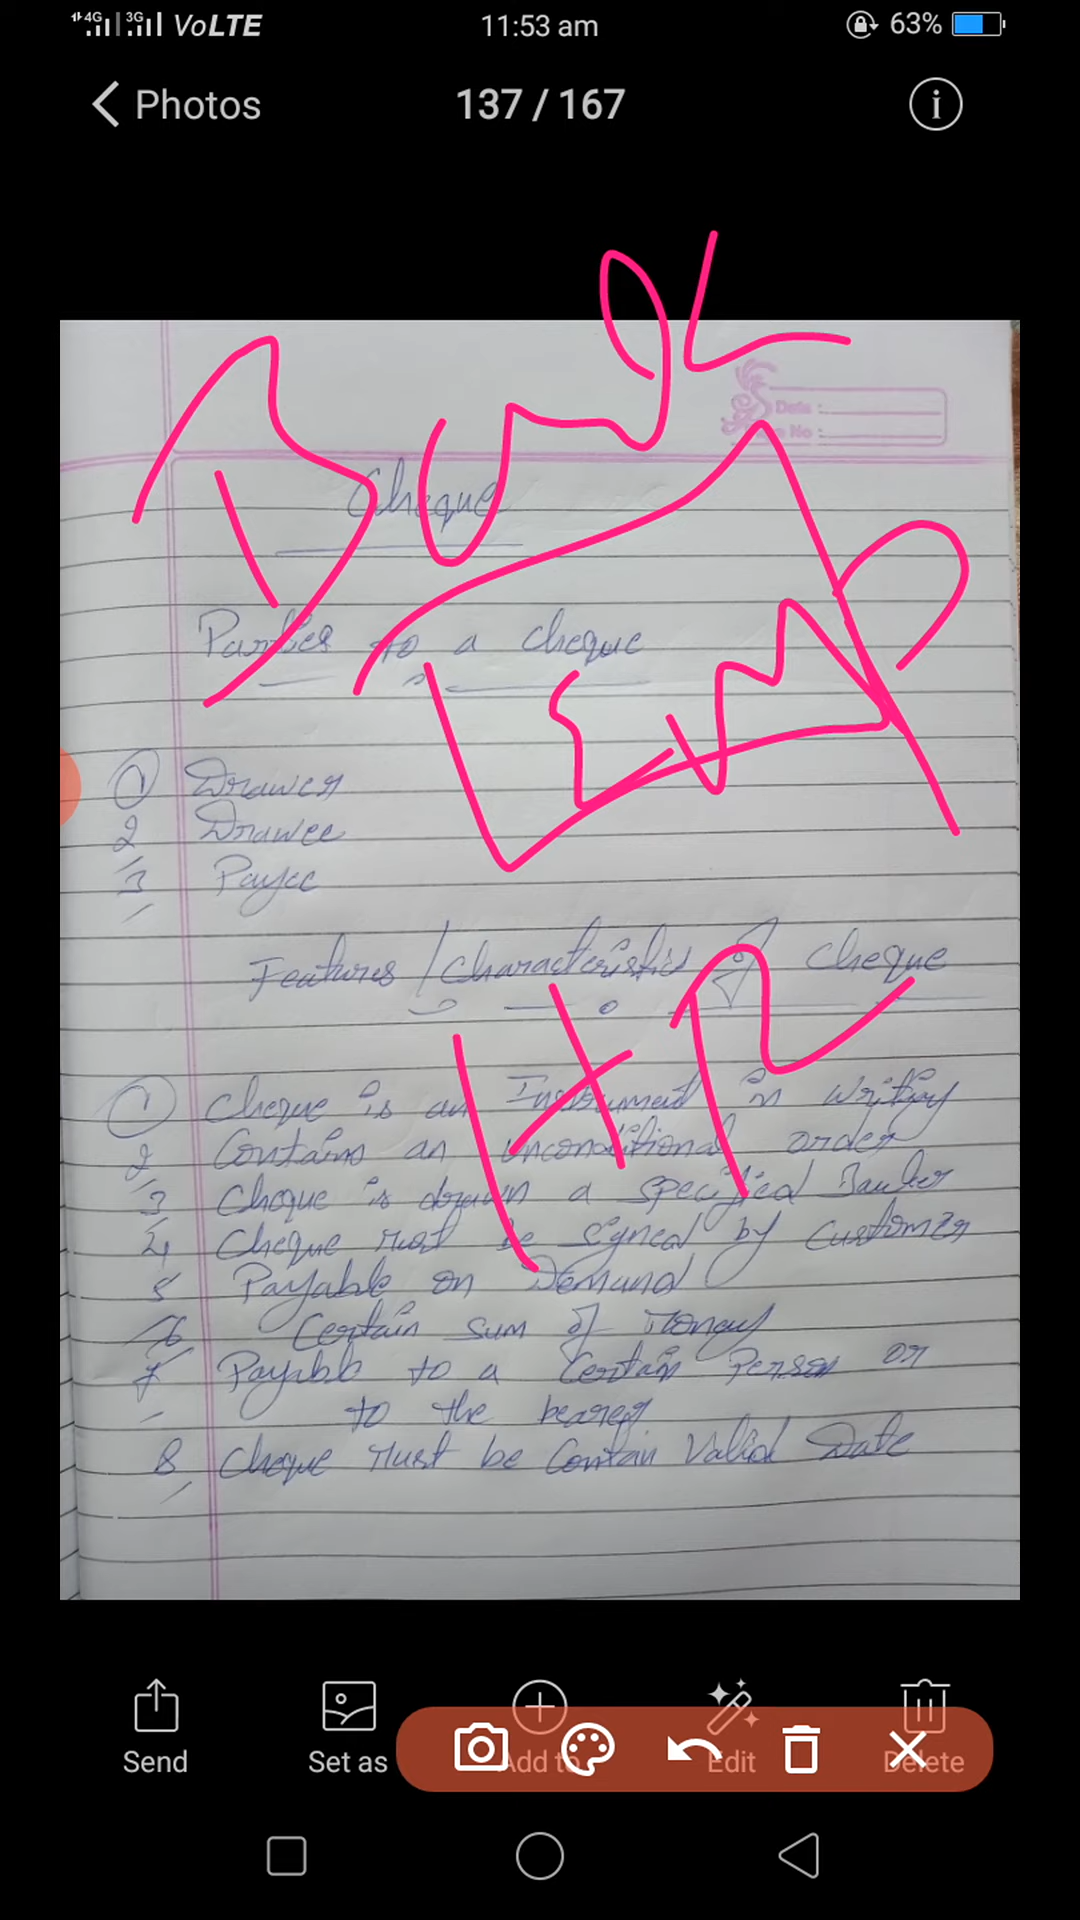 4G 3G VoLTE 11:53 am 63%
Photos 137 / 167
Date :
No :
Cheque
Parties to a cheque
1 Drawer
2 Drawee
3 Payee
Features / Characteristics of cheque
1 Cheque is an Instrument in writing
2 Contains an unconditional order
3 Cheque is drawn a specified Banker
4 Cheque must be signed by Customer
5 Payable on Demand
6 Certain sum of Money
7 Payable to a Certain Person or
to the bearer
8 Cheque Must be Contain Valid Date
HR
Send Set as Add to Edit Delete